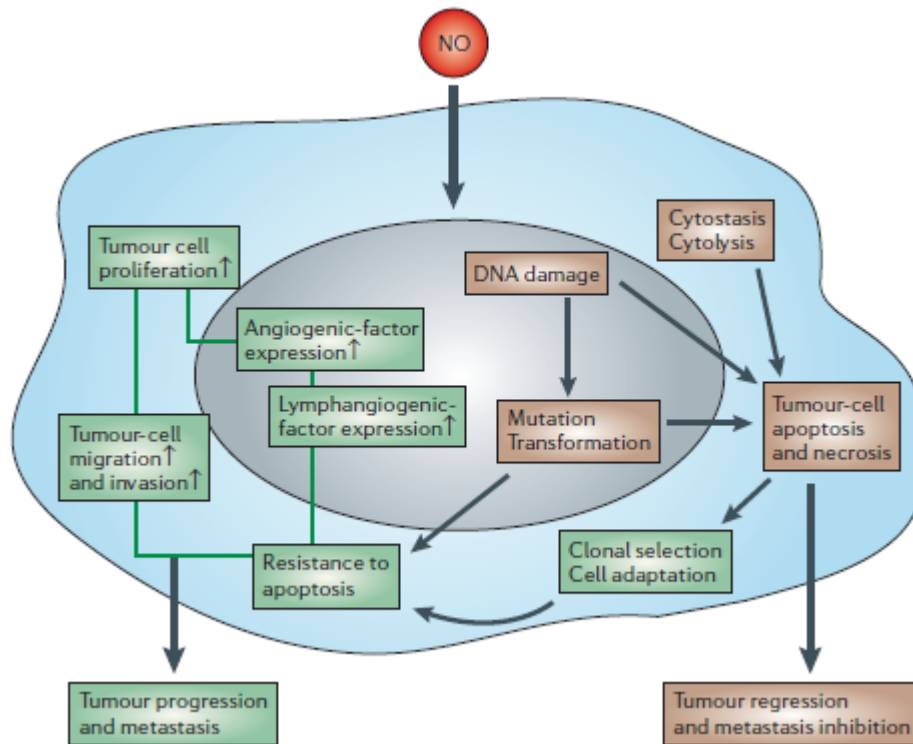 NO
Cytostasis
Cytolysis
Tumour cell
proliferation↑
DNA damage
Angiogenic-factor
expression↑
Lymphangiogenic-
factor expression↑
Tumour-cell
migration↑
and invasion↑
Mutation
Transformation
Tumour-cell
apoptosis
and necrosis
Resistance to
apoptosis
Clonal selection
Cell adaptation
Tumour progression
and metastasis
Tumour regression
and metastasis inhibition